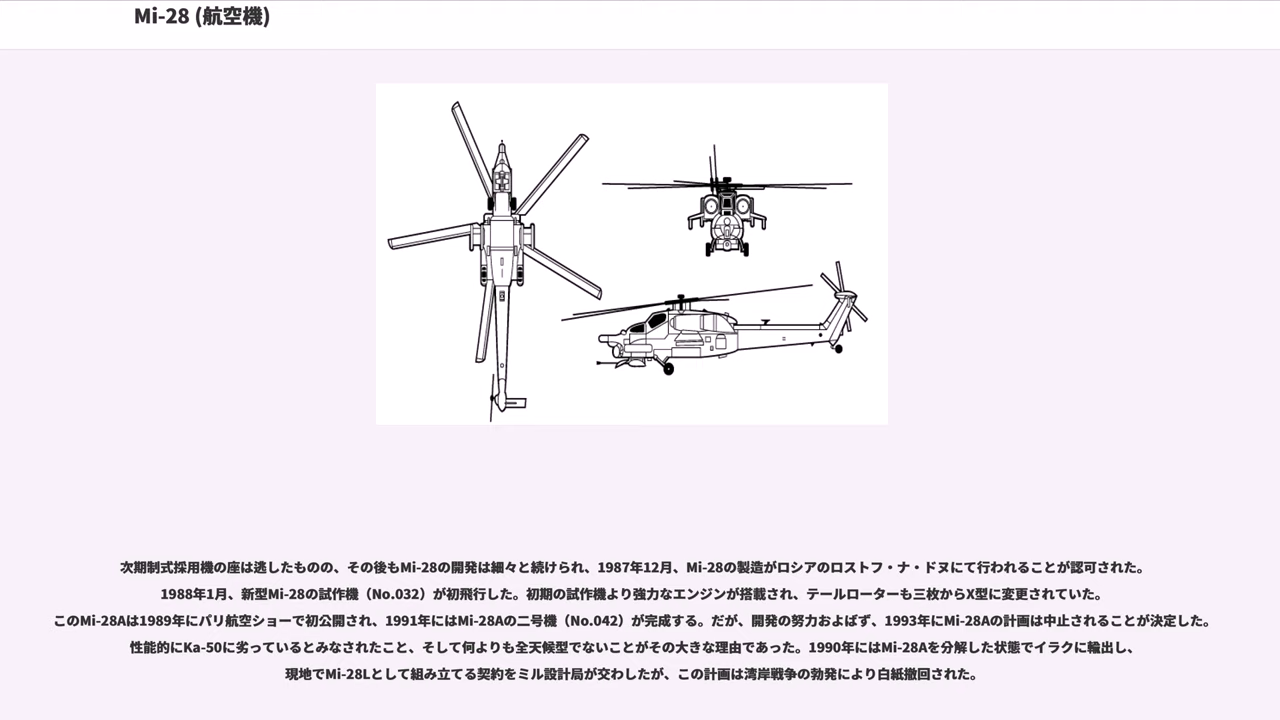 Mi-28 (航空機)
次期制式採用機の座は逃したものの、その後もMi-28の開発は細々と続けられ、1987年12月、Mi-28の製造がロシアのロストフ・ナ・ドヌにて行われることが認可された。
1988年1月、新型Mi-28の試作機（No.032）が初飛行した。初期の試作機より強力なエンジンが搭載され、テールローターも三枚からX型に変更されていた。
このMi-28Aは1989年にパリ航空ショーで初公開され、1991年にはMi-28Aの二号機（No.042）が完成する。だが、開発の努力およばず、1993年にMi-28Aの計画は中止されることが決定した。
性能的にKa-50に劣っているとみなされたこと、そして何よりも全天候型でないことがその大きな理由であった。1990年にはMi-28Aを分解した状態でイラクに輸出し、
現地でMi-28Lとして組み立てる契約をミル設計局が交わしたが、この計画は湾岸戦争の勃発により白紙撤回された。